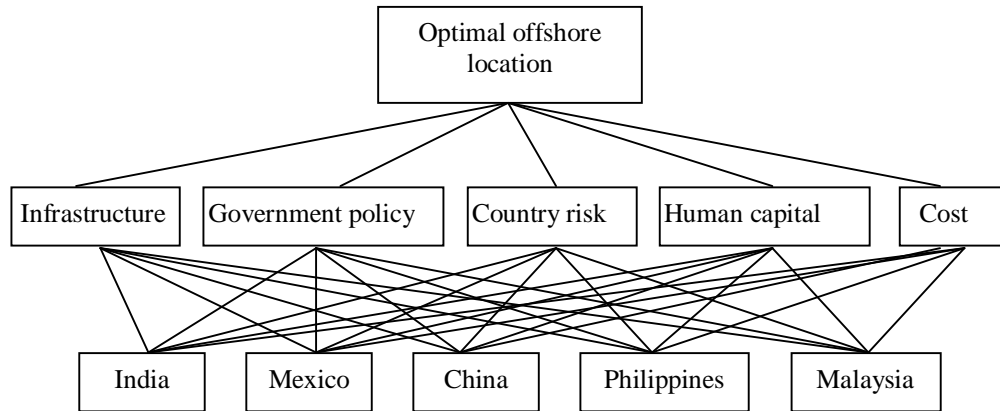 Optimal offshore
location
Infrastructure
Government policy
Country risk
Human capital
Cost
India
Mexico
China
Philippines
Malaysia